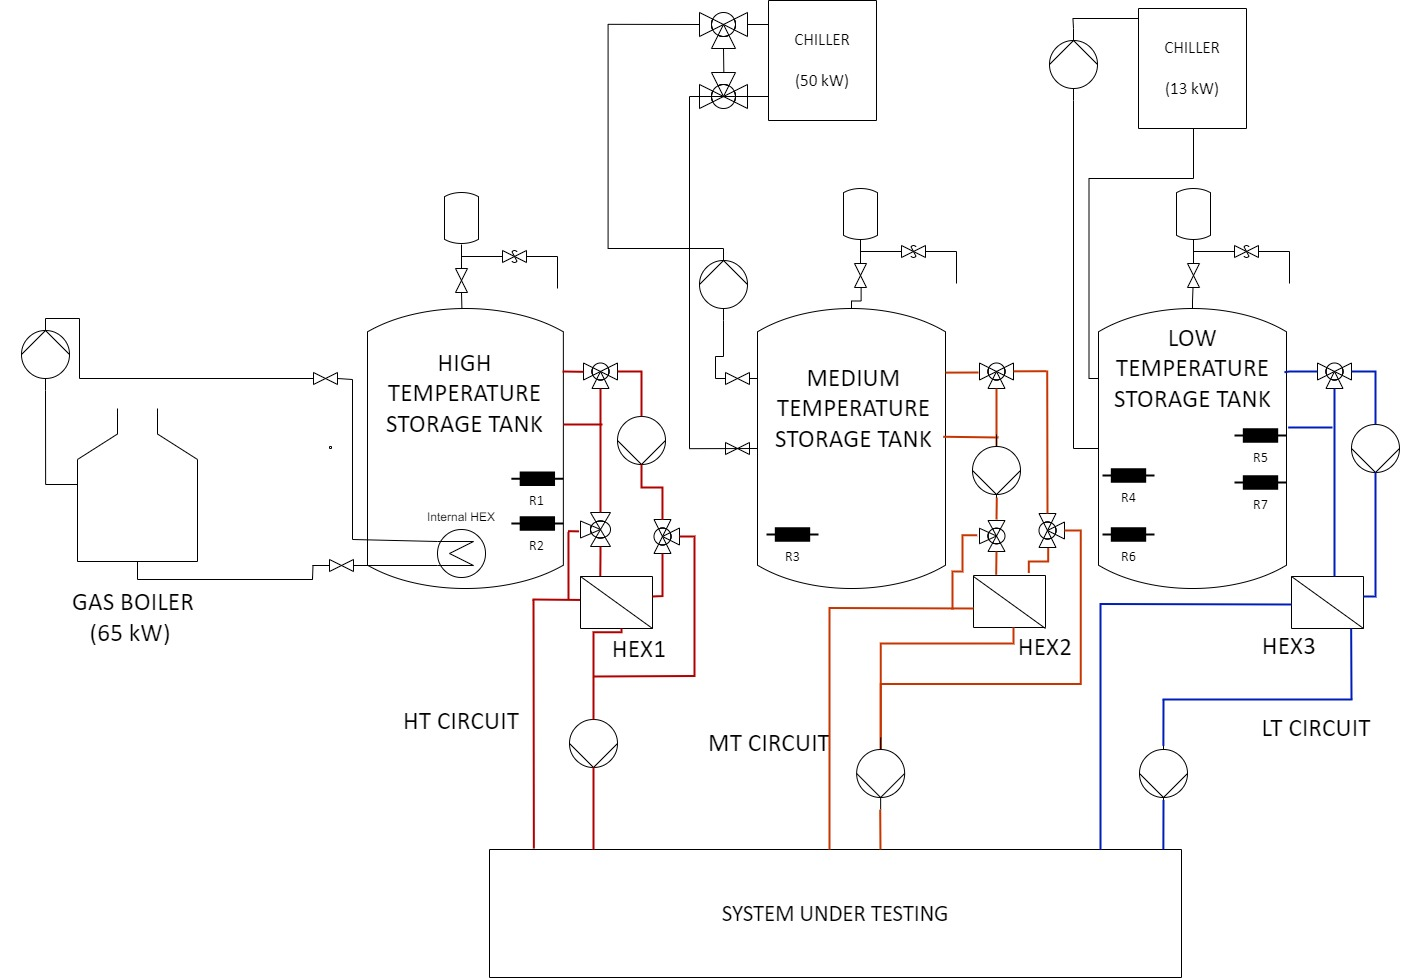 CHILLER
(50 kW)
CHILLER
(13 kW)
HIGH
TEMPERATURE
STORAGE TANK
MEDIUM
TEMPERATURE
STORAGE TANK
LOW
TEMPERATURE
STORAGE TANK
R1
R2
Internal HEX
R3
R4
R5
R6
R7
GAS BOILER
(65 kW)
HEX1
HEX2
HEX3
HT CIRCUIT
MT CIRCUIT
LT CIRCUIT
SYSTEM UNDER TESTING